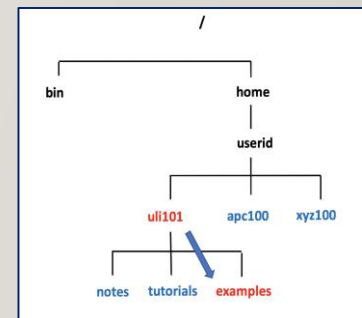 /
bin home
userid
uli101 apc100 xyz100
notes tutorials examples